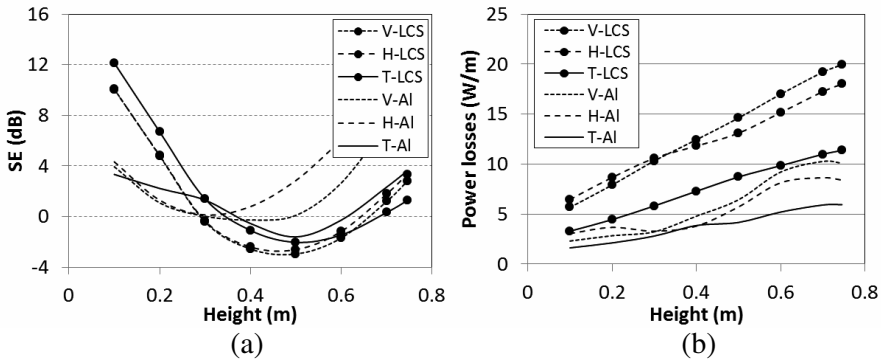 16
12
8
4
0
-4
SE (dB)
V-LCS
H-LCS
T-LCS
V-Al
H-Al
T-Al
0
0.2
0.4
0.6
0.8
Height (m)
(a)
25
20
15
10
5
0
Power losses (W/m)
V-LCS
H-LCS
T-LCS
V-Al
H-Al
T-Al
0
0.2
0.4
0.6
0.8
Height (m)
(b)